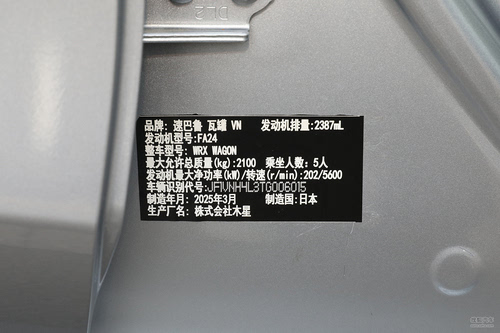 DL2
品牌: 速巴鲁 瓦罐 VN 发动机排量:2387mL
发动机型号:FA24
整车型号: WRX WAGON
最大允许总质量(kg):2100 乘坐人数: 5人
发动机最大净功率(kW)/转速(r/min):202/5600
车辆识别代号:JF1VNH4L3TG006015
制造年月: 2025年3月 制造国:日本
生产厂名: 株式会社木星